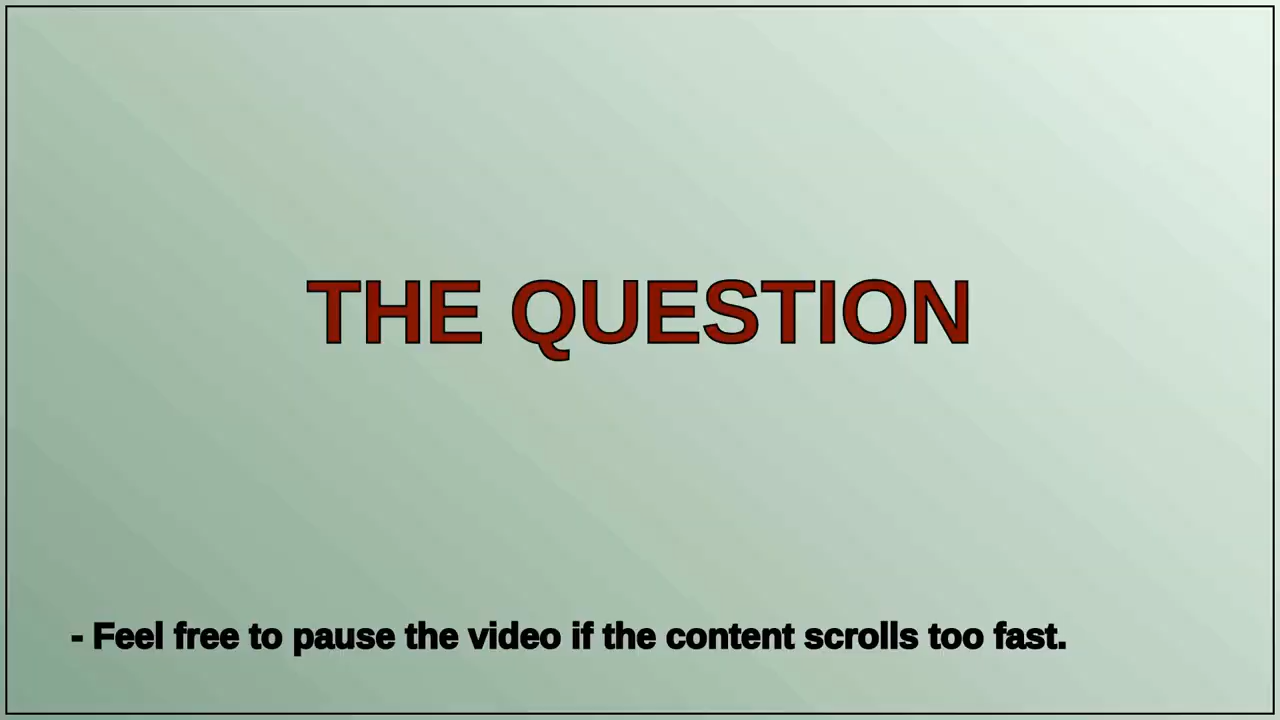 THE QUESTION
- Feel free to pause the video if the content scrolls too fast.